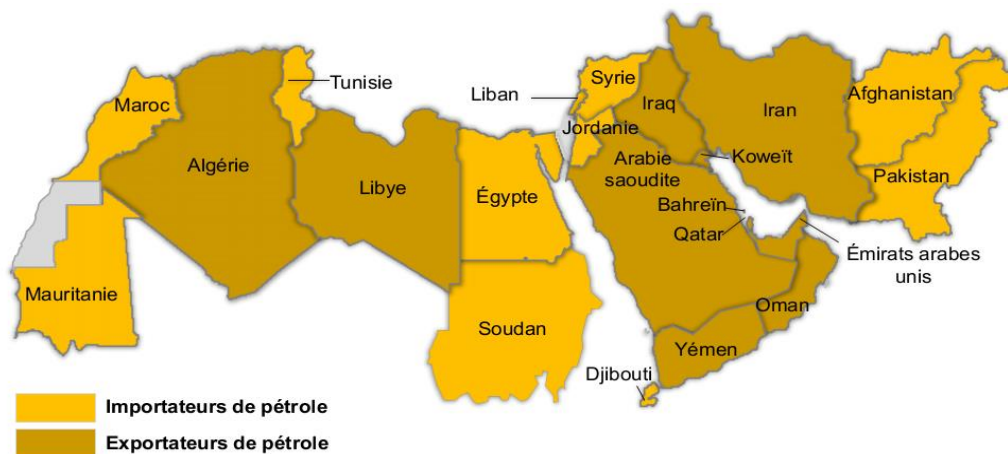 Tunisie
Maroc
Liban
Syrie
Iraq
Iran
Afghanistan
Jordanie
Algérie
Libye
Égypte
Arabie
saoudite
Koweït
Pakistan
Bahreïn
Qatar
Émirats arabes
unis
Mauritanie
Soudan
Oman
Yémen
Djibouti
Importateurs de pétrole
Exportateurs de pétrole